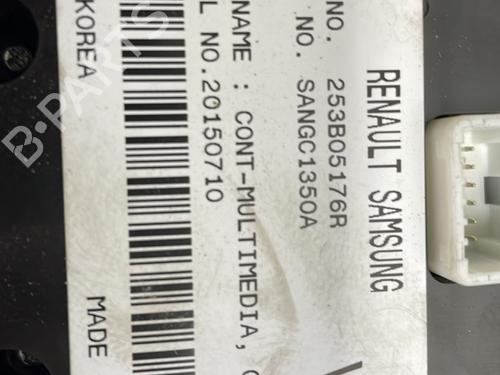 RENAULT SAMSUNG
NO. 253B05176R
NO. SANGC1350A
NAME : CONT-MULTIMEDIA,
L NO. 20150710
KOREA
MADE
B-PARTS